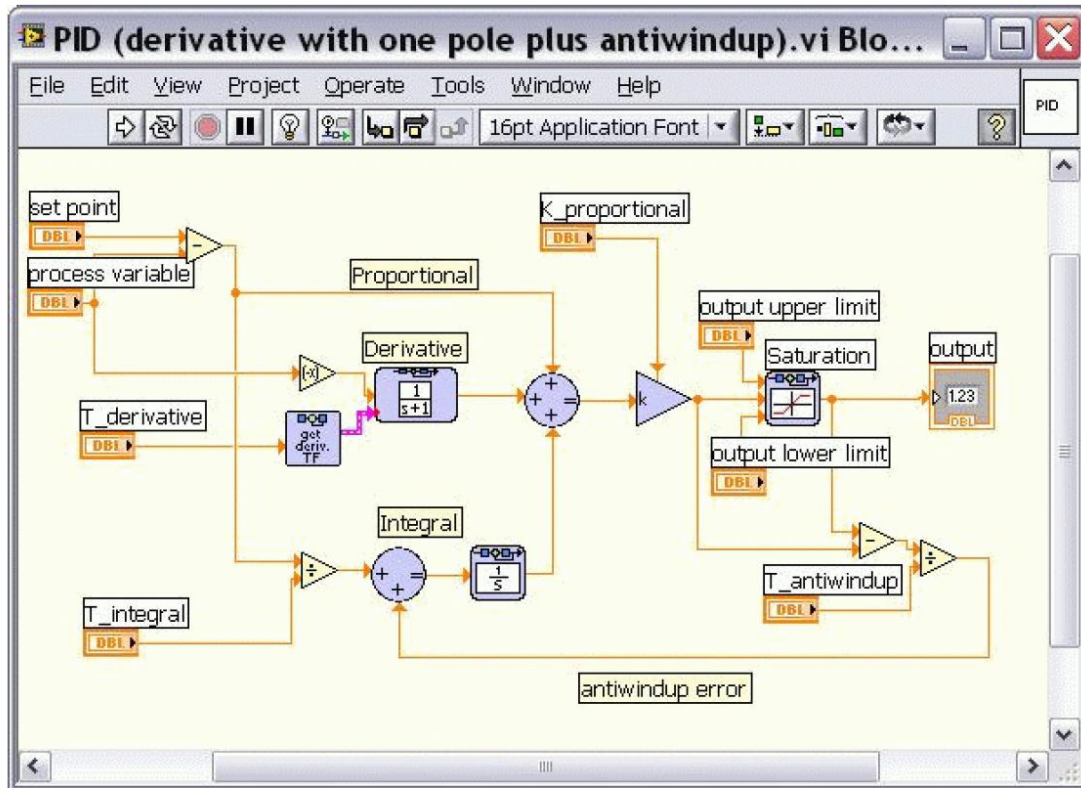 PID (derivative with one pole plus antiwindup).vi Blo...
File Edit View Project Operate Tools Window Help
16pt Application Font
PID
set point
DBL
process variable
DBL
K_proportional
DBL
Proportional
Derivative
(-x)
1
s+1
T_derivative
DBL
get
deriv.
TF
output upper limit
DBL
Saturation
output
1.23
DBL
k
output lower limit
DBL
Integral
1
s
T_integral
DBL
T_antiwindup
DBL
antiwindup error